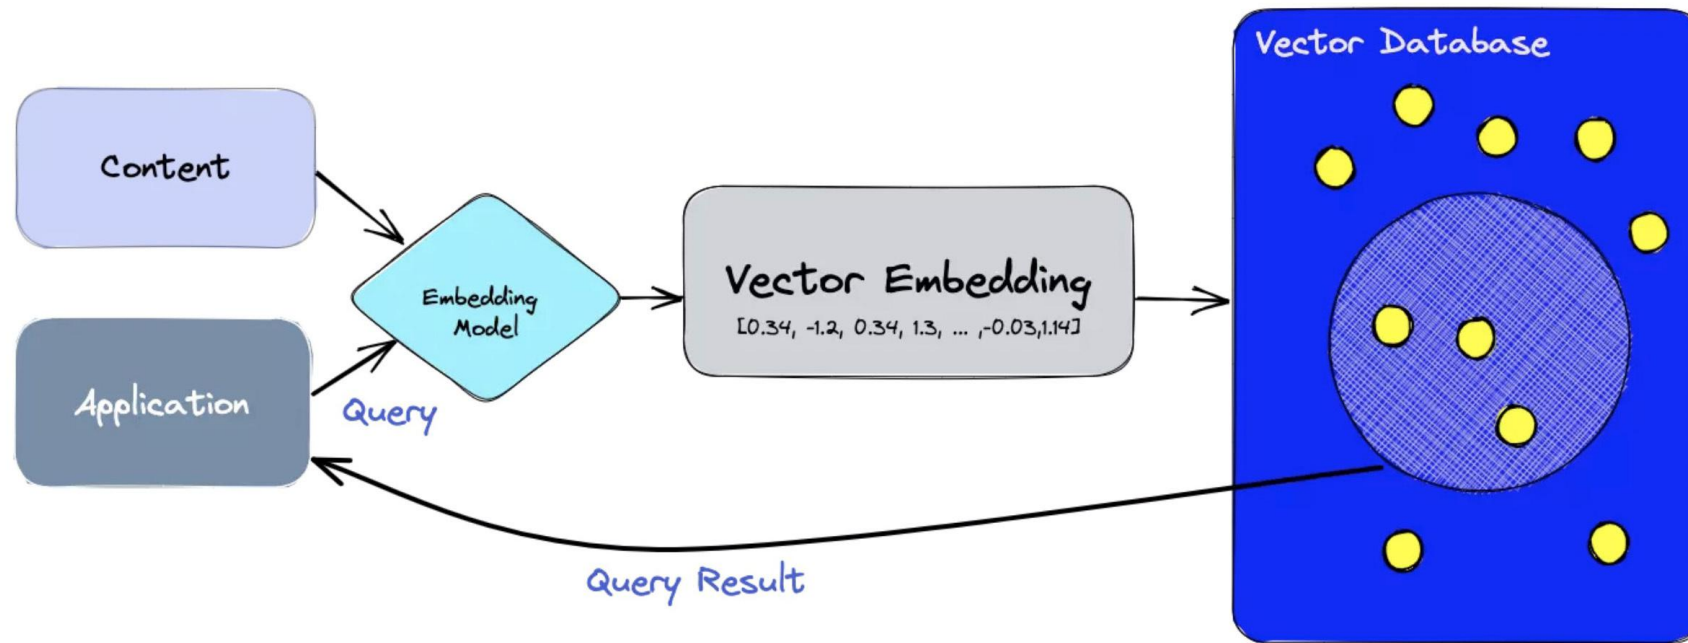 Vector Database
Content
Embedding
Model
Vector Embedding
[0.34, -1.2, 0.34, 1.3, ... ,-0.03,1.14]
Application
Query
Query Result